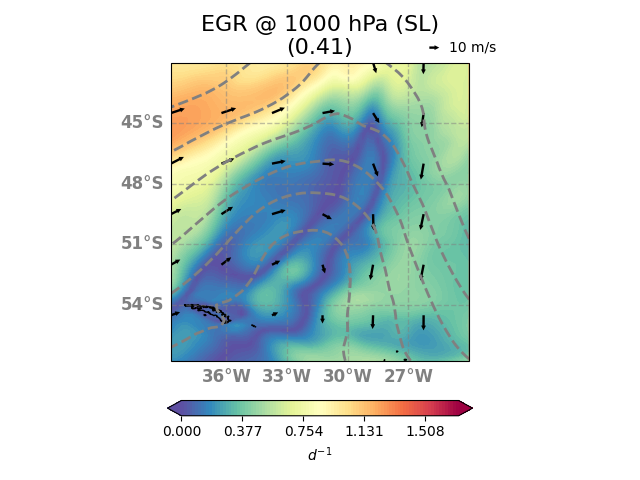 EGR @ 1000 hPa (SL)
(0.41)
10 m/s
45°S
48°S
51°S
54°S
36°W 33°W 30°W 27°W
0.000 0.377 0.754 1.131 1.508
d⁻¹